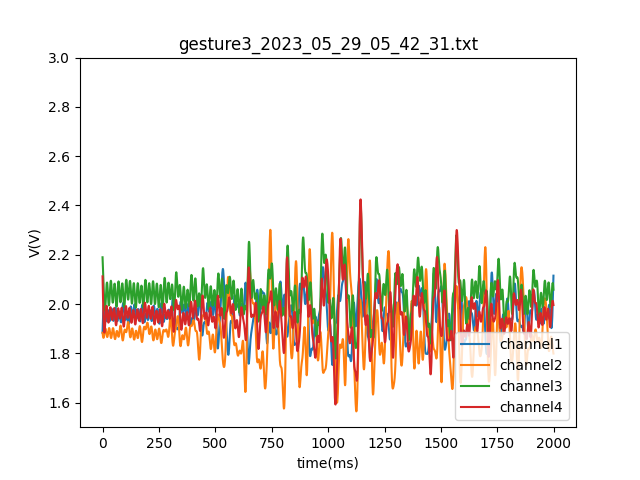 gesture3_2023_05_29_05_42_31.txt
3.0
2.8
2.6
2.4
2.2
2.0
1.8
1.6
V(V)
channel1
channel2
channel3
channel4
0 250 500 750 1000 1250 1500 1750 2000
time(ms)